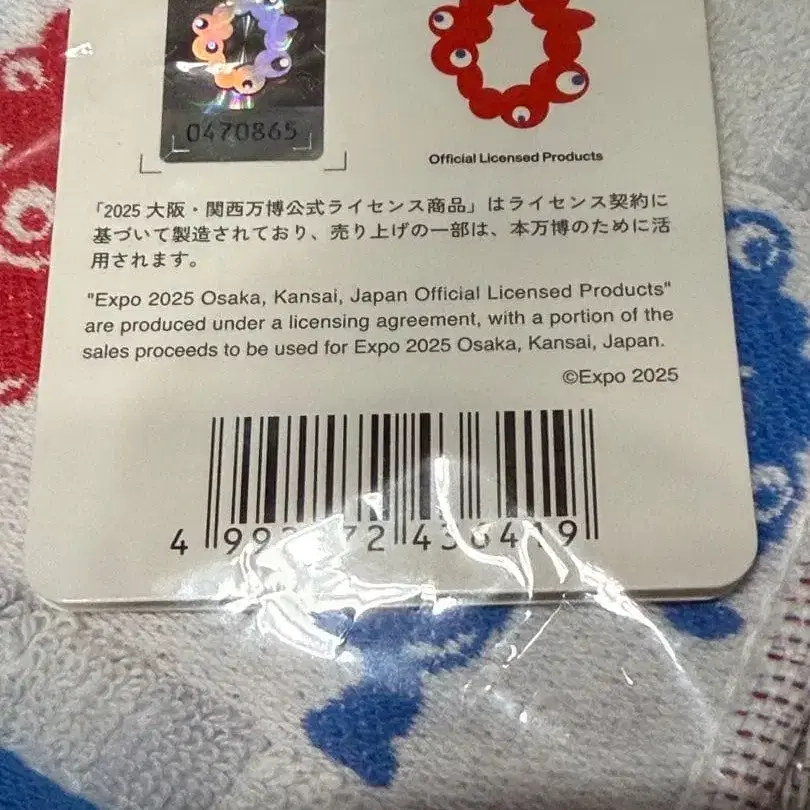 0470865
Official Licensed Products
「2025 大阪・関西万博公式ライセンス商品」はライセンス契約に
基づいて製造されており、売り上げの一部は、本万博のために活
用されます。
"Expo 2025 Osaka, Kansai, Japan Official Licensed Products"
are produced under a licensing agreement, with a portion of the
sales proceeds to be used for Expo 2025 Osaka, Kansai, Japan.
©Expo 2025